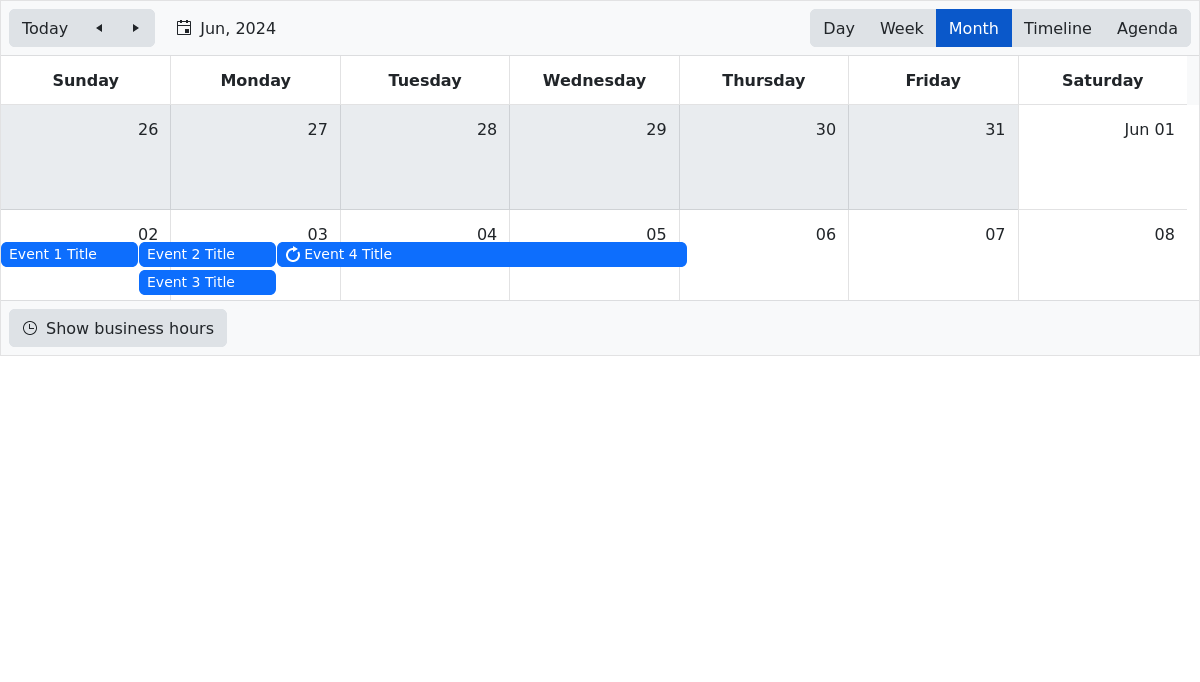 Today Jun, 2024 Day Week Month Timeline Agenda
Sunday Monday Tuesday Wednesday Thursday Friday Saturday
26 27 28 29 30 31 Jun 01
02 03 04 05 06 07 08
Event 1 Title Event 2 Title Event 4 Title
Event 3 Title
Show business hours